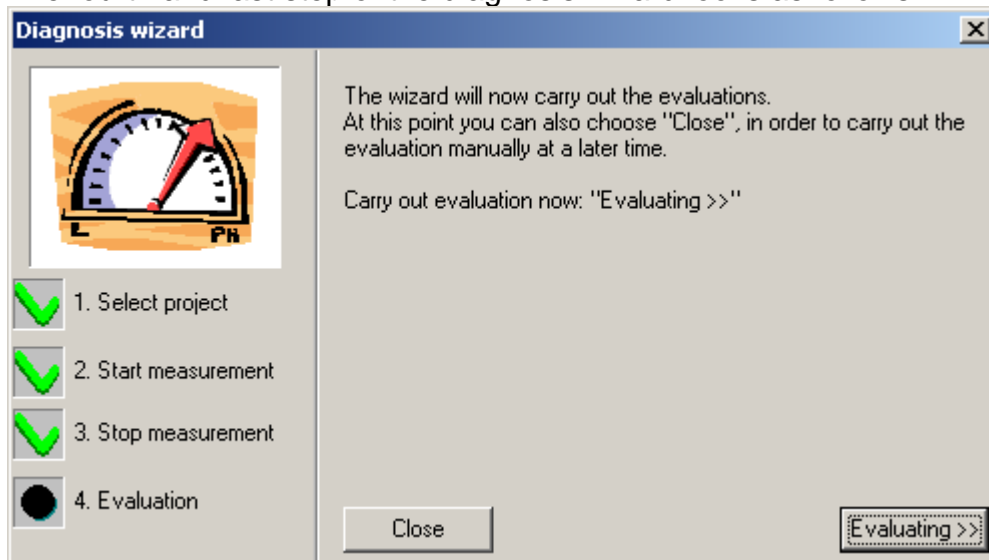 Diagnosis wizard
The wizard will now carry out the evaluations.
At this point you can also choose "Close", in order to carry out the
evaluation manually at a later time.
Carry out evaluation now: "Evaluating >>"
L
PH
1. Select project
2. Start measurement
3. Stop measurement
4. Evaluation
Close
Evaluating >>